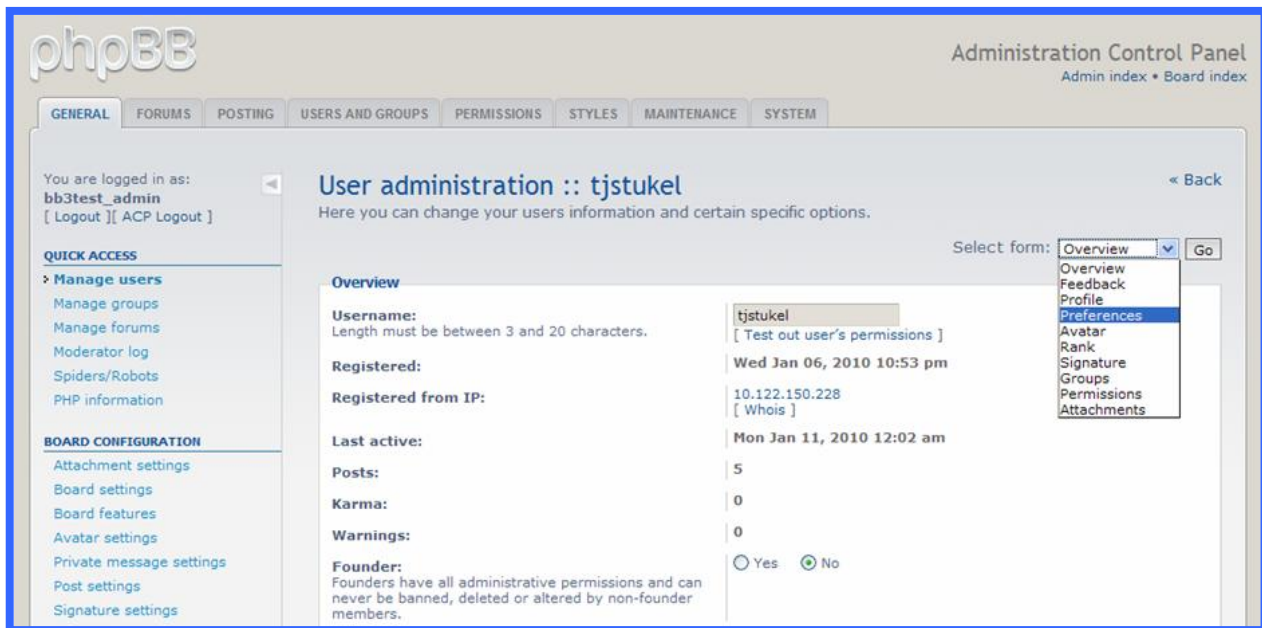 phpBB
Administration Control Panel
Admin index • Board index
GENERAL FORUMS POSTING USERS AND GROUPS PERMISSIONS STYLES MAINTENANCE SYSTEM
You are logged in as:
bb3test_admin
[ Logout ][ ACP Logout ]
QUICK ACCESS
Manage users
Manage groups
Manage forums
Moderator log
Spiders/Robots
PHP information
BOARD CONFIGURATION
Attachment settings
Board settings
Board features
Avatar settings
Private message settings
Post settings
Signature settings
User administration :: tjstukel
« Back
Here you can change your users information and certain specific options.
Select form: Overview Go
Overview
Feedback
Profile
Preferences
Avatar
Rank
Signature
Groups
Permissions
Attachments
Overview
Username: tjstukel
Length must be between 3 and 20 characters. [ Test out user's permissions ]
Registered: Wed Jan 06, 2010 10:53 pm
Registered from IP: 10.122.150.228
[ Whois ]
Last active: Mon Jan 11, 2010 12:02 am
Posts: 5
Karma: 0
Warnings: 0
Founder: Yes No
Founders have all administrative permissions and can
never be banned, deleted or altered by non-founder
members.